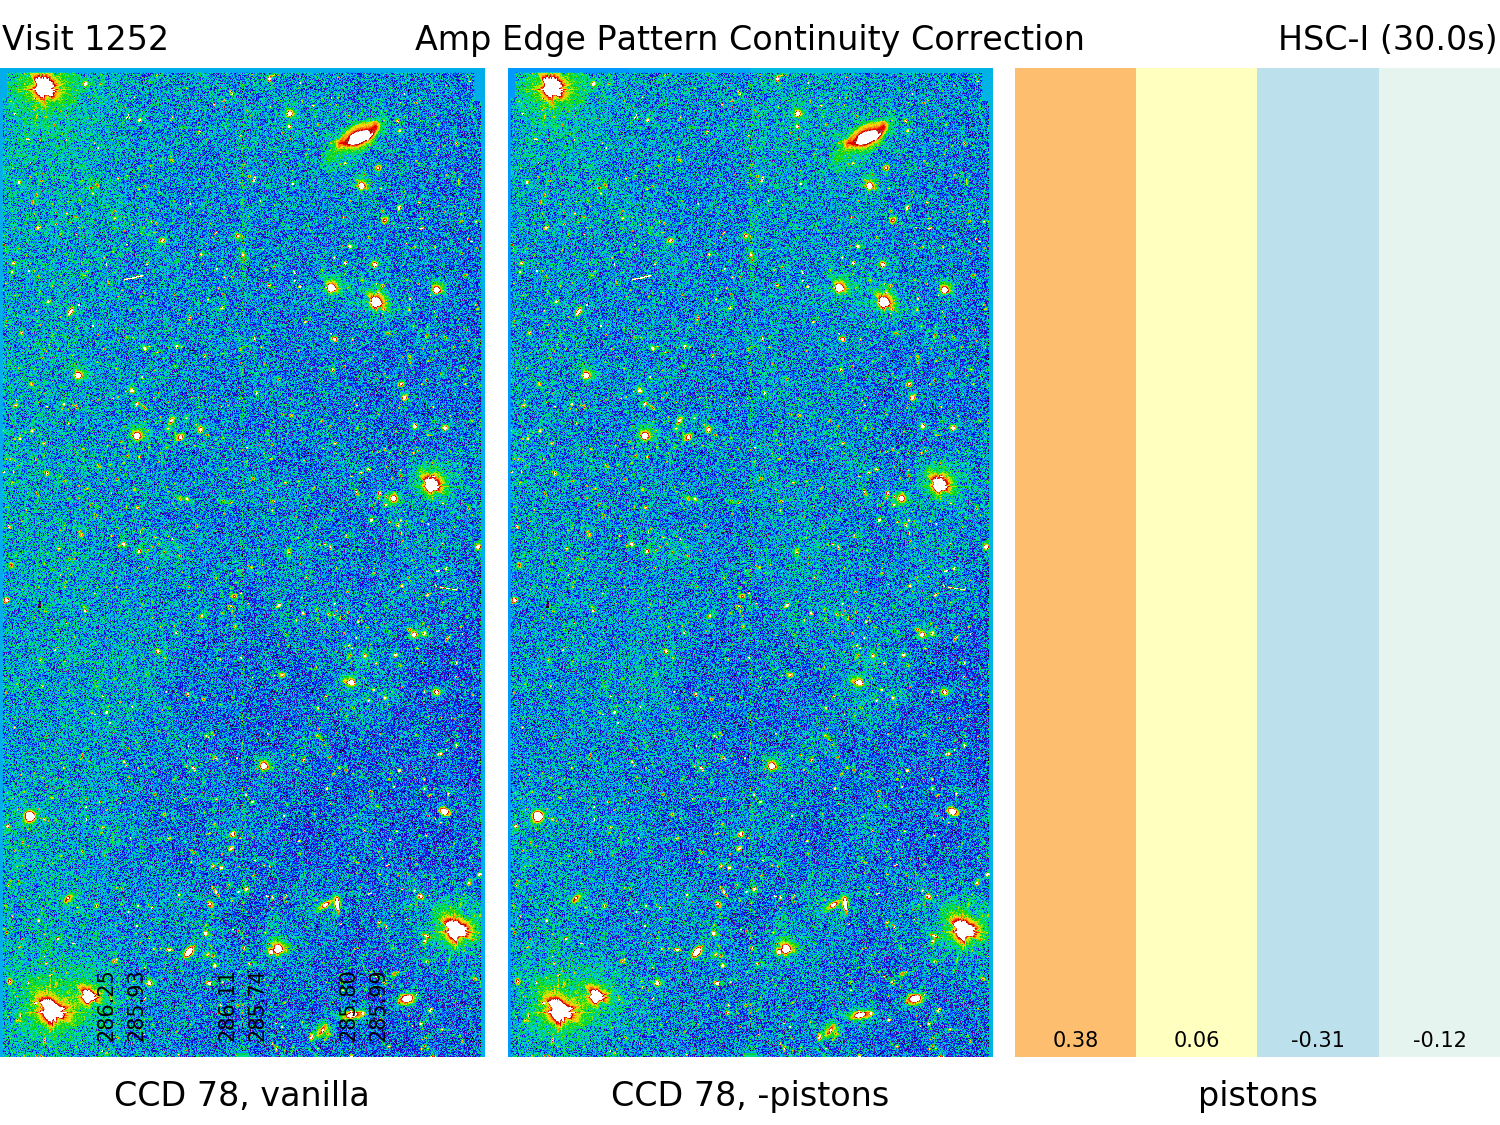 Visit 1252 Amp Edge Pattern Continuity Correction HSC-I (30.0s)
286.25 285.93 286.11 285.74 285.80 285.99
0.38 0.06 -0.31 -0.12
CCD 78, vanilla CCD 78, -pistons pistons